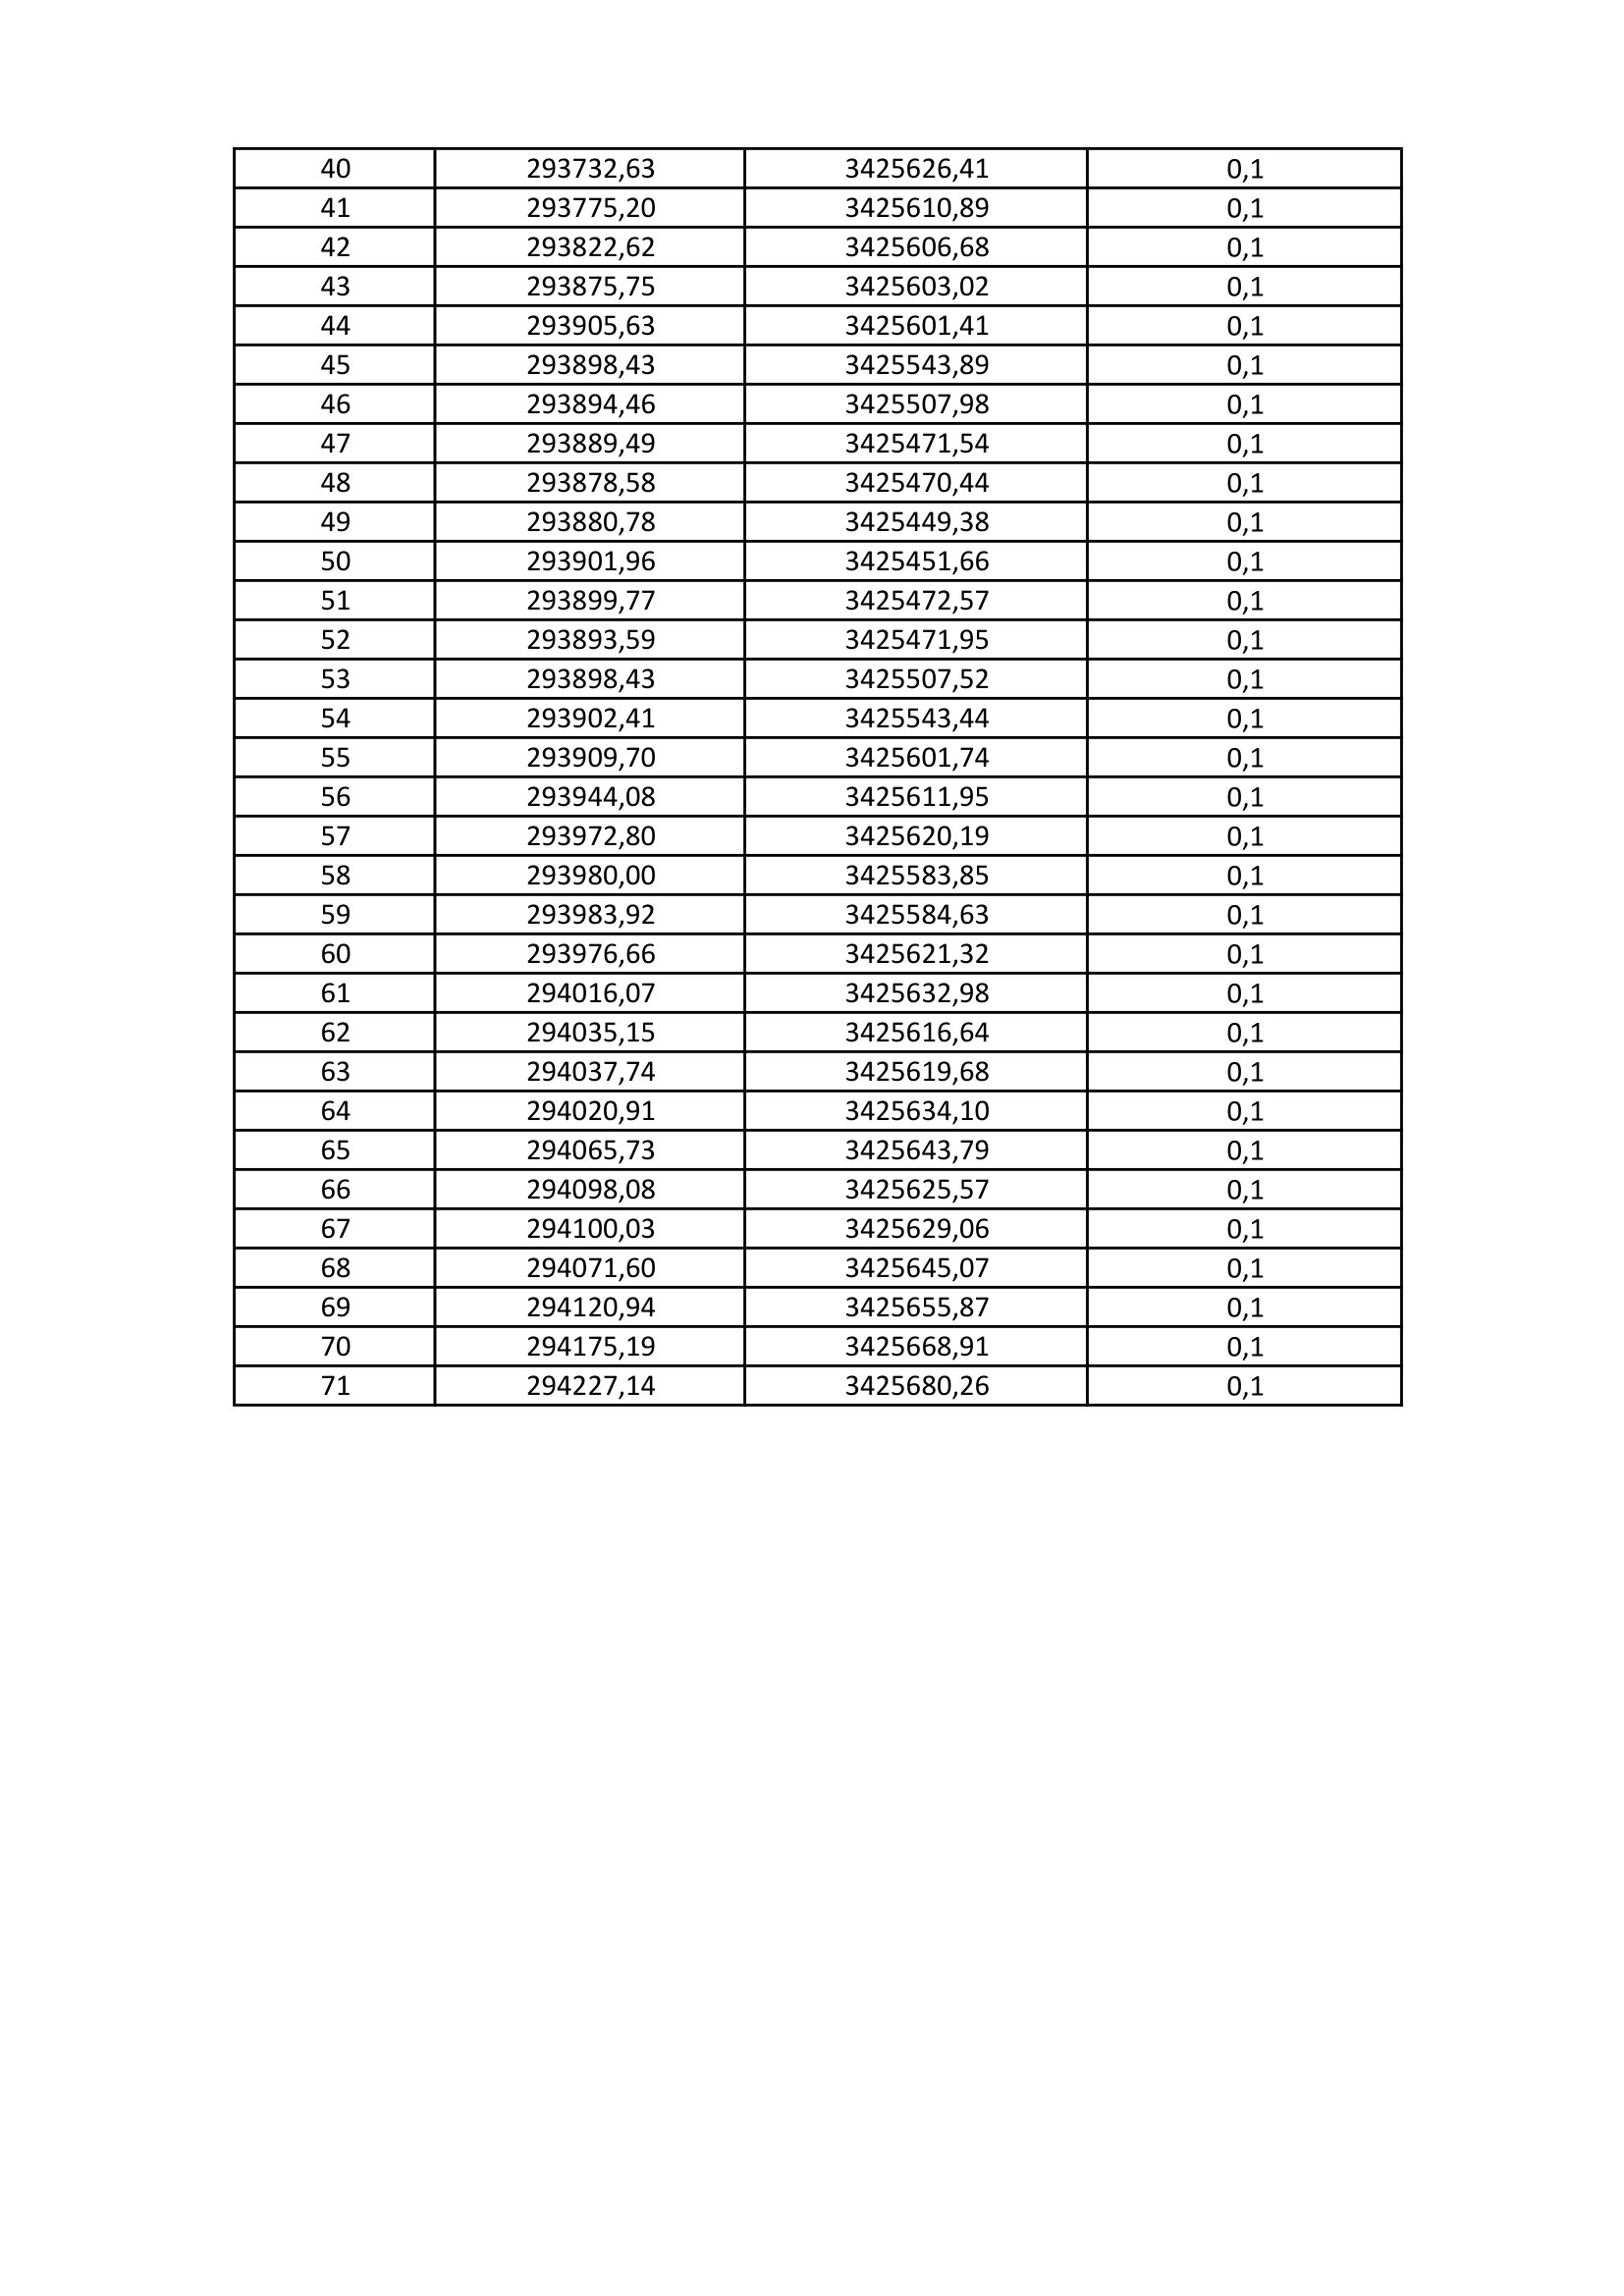 40 293732,63 3425626,41 0,1
41 293775,20 3425610,89 0,1
42 293822,62 3425606,68 0,1
43 293875,75 3425603,02 0,1
44 293905,63 3425601,41 0,1
45 293898,43 3425543,89 0,1
46 293894,46 3425507,98 0,1
47 293889,49 3425471,54 0,1
48 293878,58 3425470,44 0,1
49 293880,78 3425449,38 0,1
50 293901,96 3425451,66 0,1
51 293899,77 3425472,57 0,1
52 293893,59 3425471,95 0,1
53 293898,43 3425507,52 0,1
54 293902,41 3425543,44 0,1
55 293909,70 3425601,74 0,1
56 293944,08 3425611,95 0,1
57 293972,80 3425620,19 0,1
58 293980,00 3425583,85 0,1
59 293983,92 3425584,63 0,1
60 293976,66 3425621,32 0,1
61 294016,07 3425632,98 0,1
62 294035,15 3425616,64 0,1
63 294037,74 3425619,68 0,1
64 294020,91 3425634,10 0,1
65 294065,73 3425643,79 0,1
66 294098,08 3425625,57 0,1
67 294100,03 3425629,06 0,1
68 294071,60 3425645,07 0,1
69 294120,94 3425655,87 0,1
70 294175,19 3425668,91 0,1
71 294227,14 3425680,26 0,1